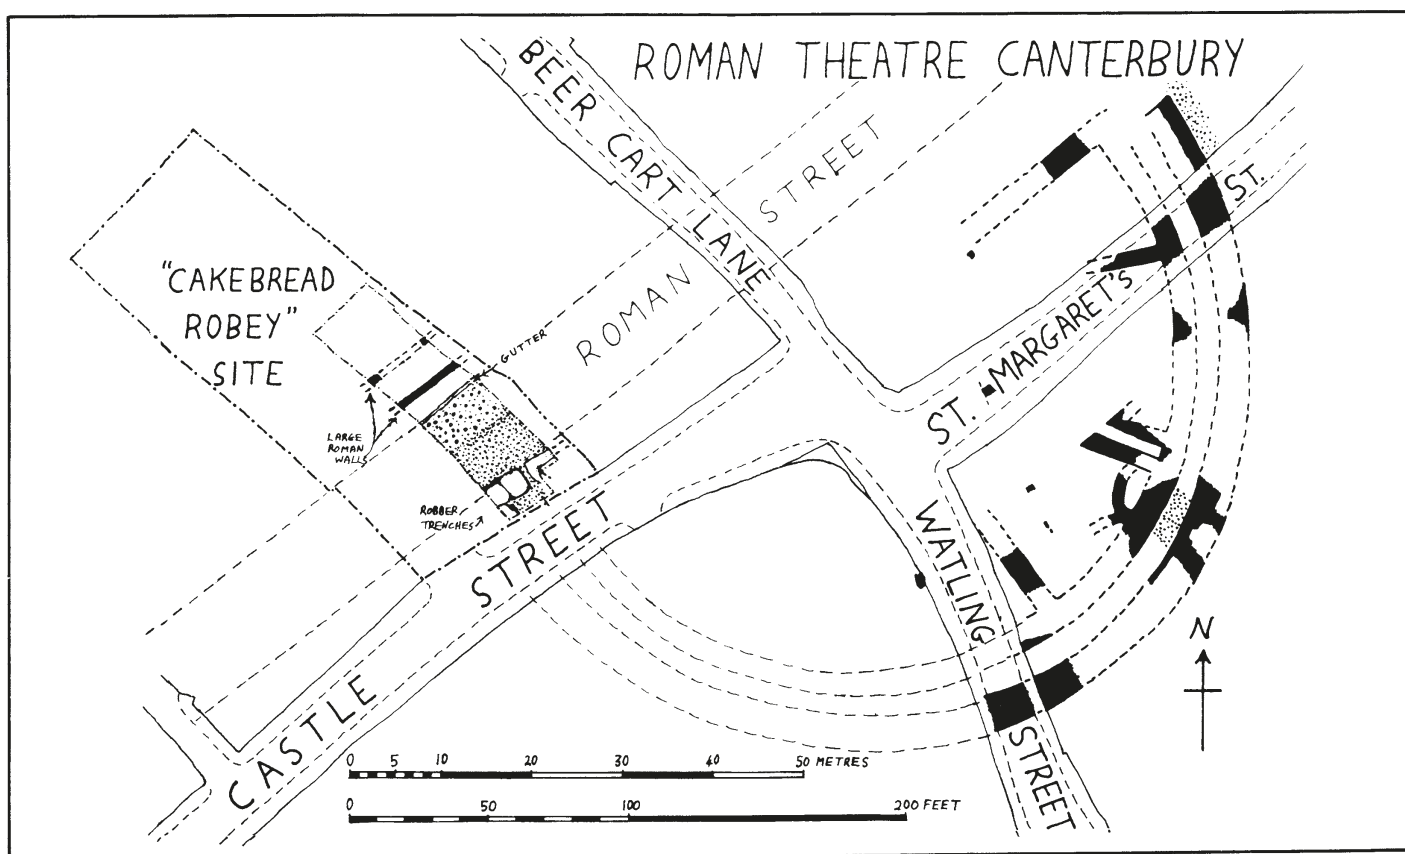 ROMAN THEATRE CANTERBURY
BEER CART LANE
ROMAN STREET
ST. MARGARET'S ST.
"CAKEBREAD
ROBEY"
SITE
GUTTER
LARGE
ROMAN
WALLS
ROBBER
TRENCHES
CASTLE STREET
WATLING STREET
N
0 5 10 20 30 40 50 METRES
0 50 100 200 FEET